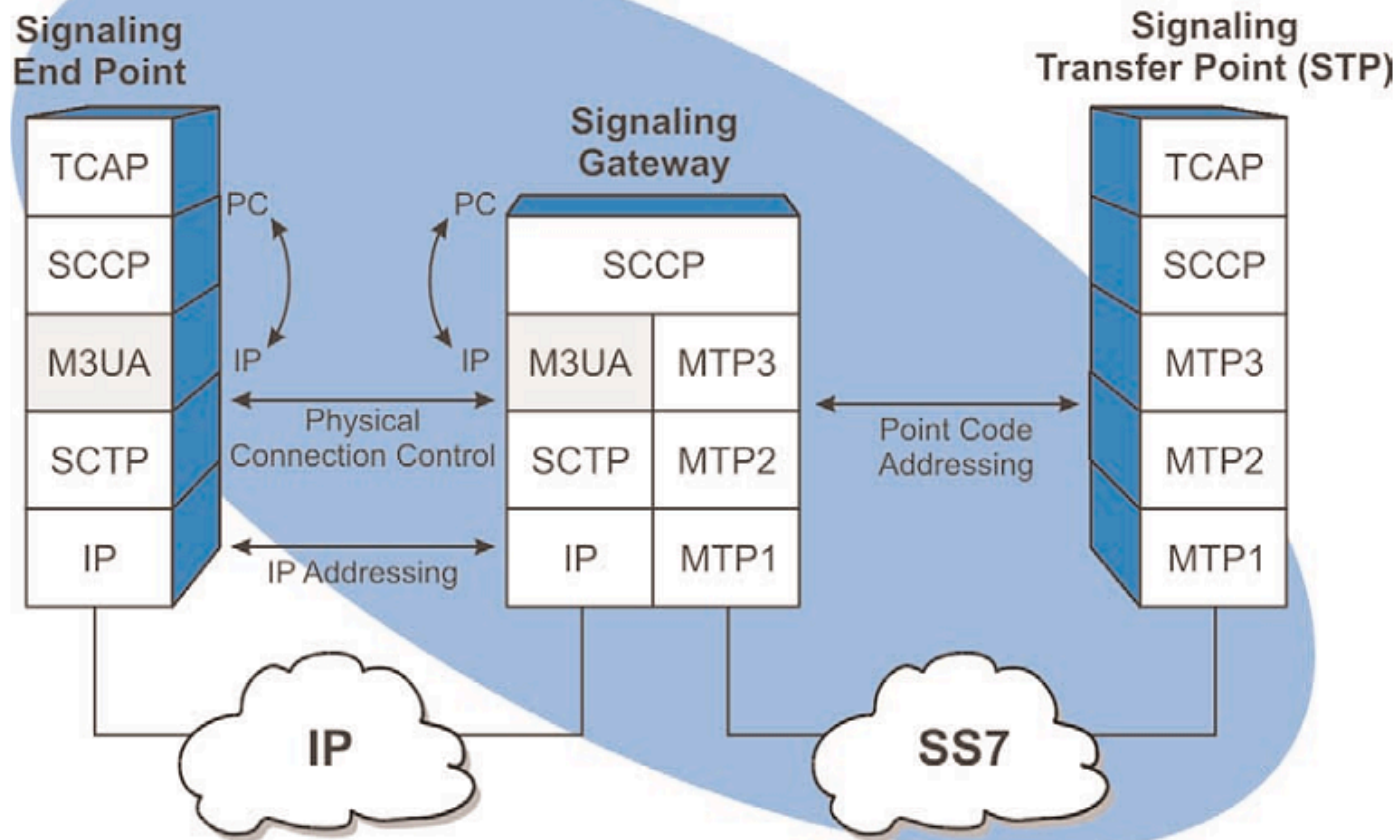 Signaling
End Point
TCAP
SCCP
M3UA
SCTP
IP
PC
IP
PC
IP
Physical
Connection Control
IP Addressing
Signaling
Gateway
SCCP
M3UA
MTP3
SCTP
MTP2
IP
MTP1
Point Code
Addressing
Signaling
Transfer Point (STP)
TCAP
SCCP
MTP3
MTP2
MTP1
IP
SS7